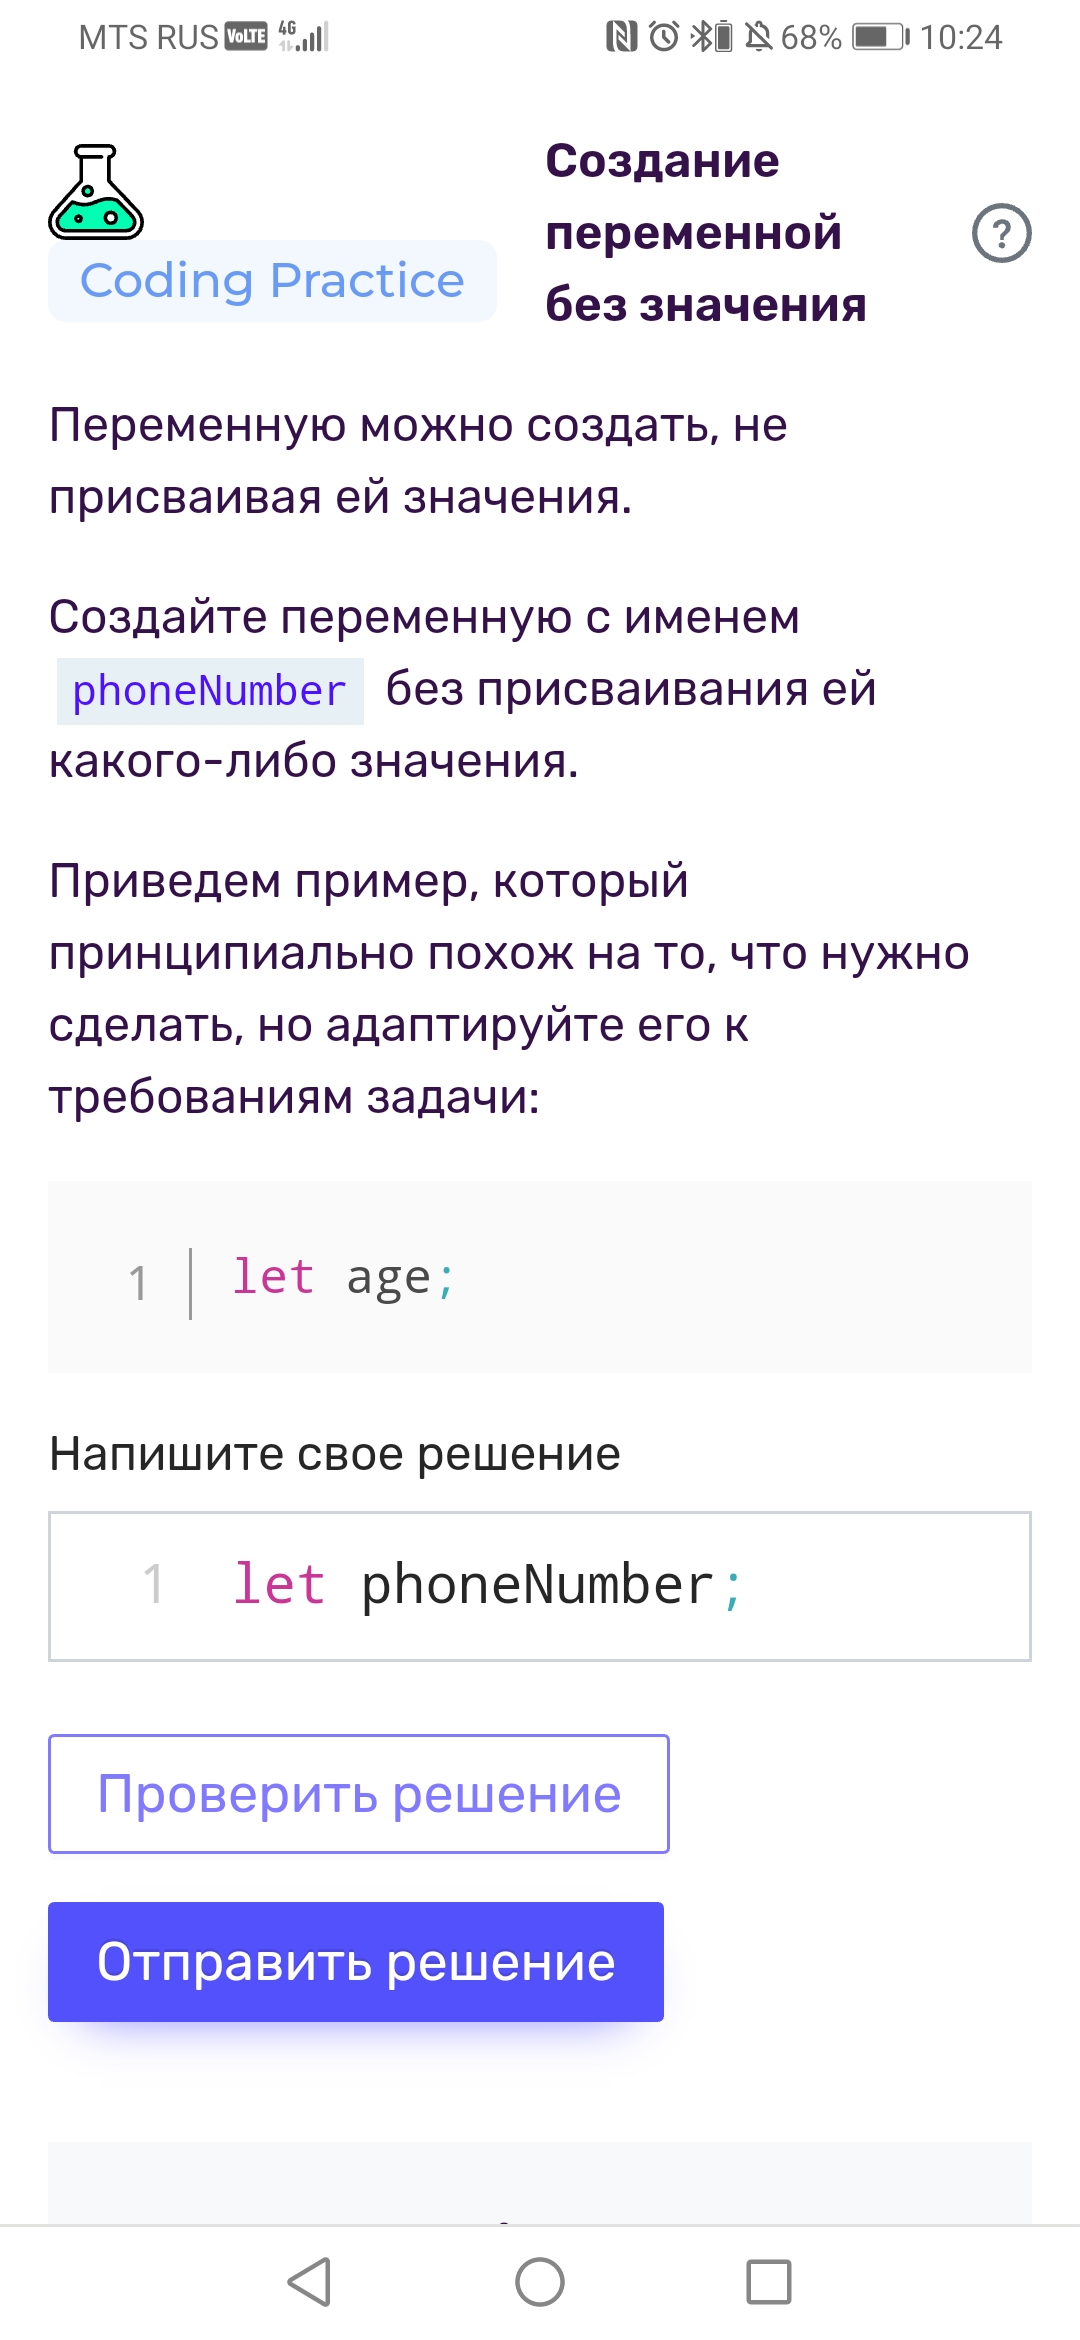 MTS RUS VoLTE 4G 68% 10:24
Coding Practice
Создание
переменной
без значения
?
Переменную можно создать, не
присваивая ей значения.
Создайте переменную с именем
phoneNumber без присваивания ей
какого-либо значения.
Приведем пример, который
принципиально похож на то, что нужно
сделать, но адаптируйте его к
требованиям задачи:
1 let age;
Напишите свое решение
1 let phoneNumber;
Проверить решение
Отправить решение